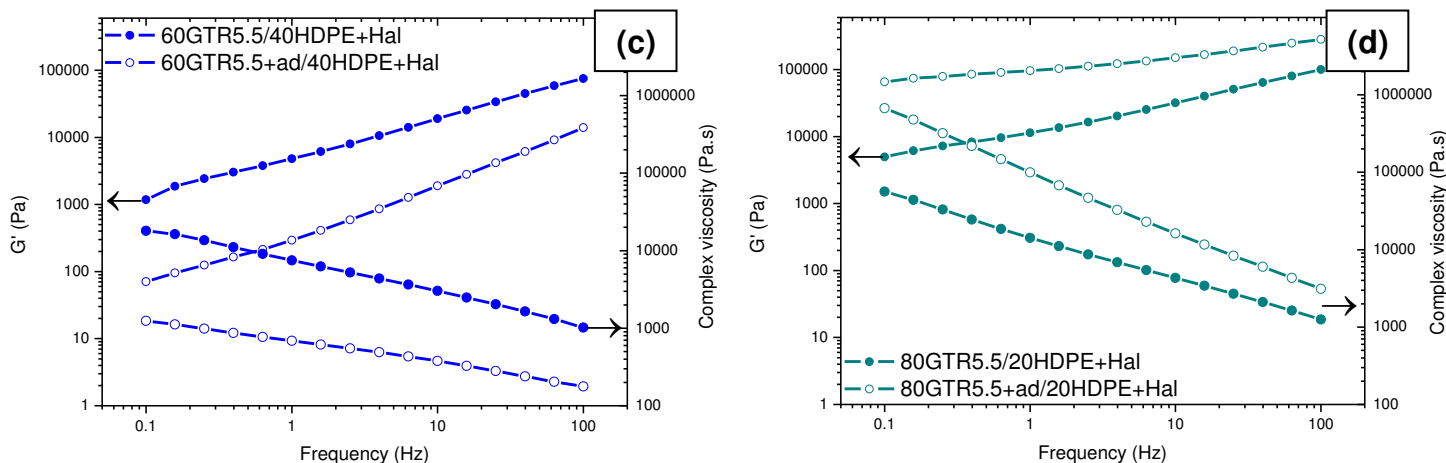 (c)
60GTR5.5/40HDPE+Hal
60GTR5.5+ad/40HDPE+Hal
100000
10000
1000
100
10
1
G' (Pa)
1000000
100000
10000
1000
100
Complex viscosity (Pa.s)
0.1
1
10
100
Frequency (Hz)
(d)
100000
10000
1000
100
10
1
G' (Pa)
1000000
100000
10000
1000
100
Complex viscosity (Pa.s)
80GTR5.5/20HDPE+Hal
80GTR5.5+ad/20HDPE+Hal
0.1
1
10
100
Frequency (Hz)